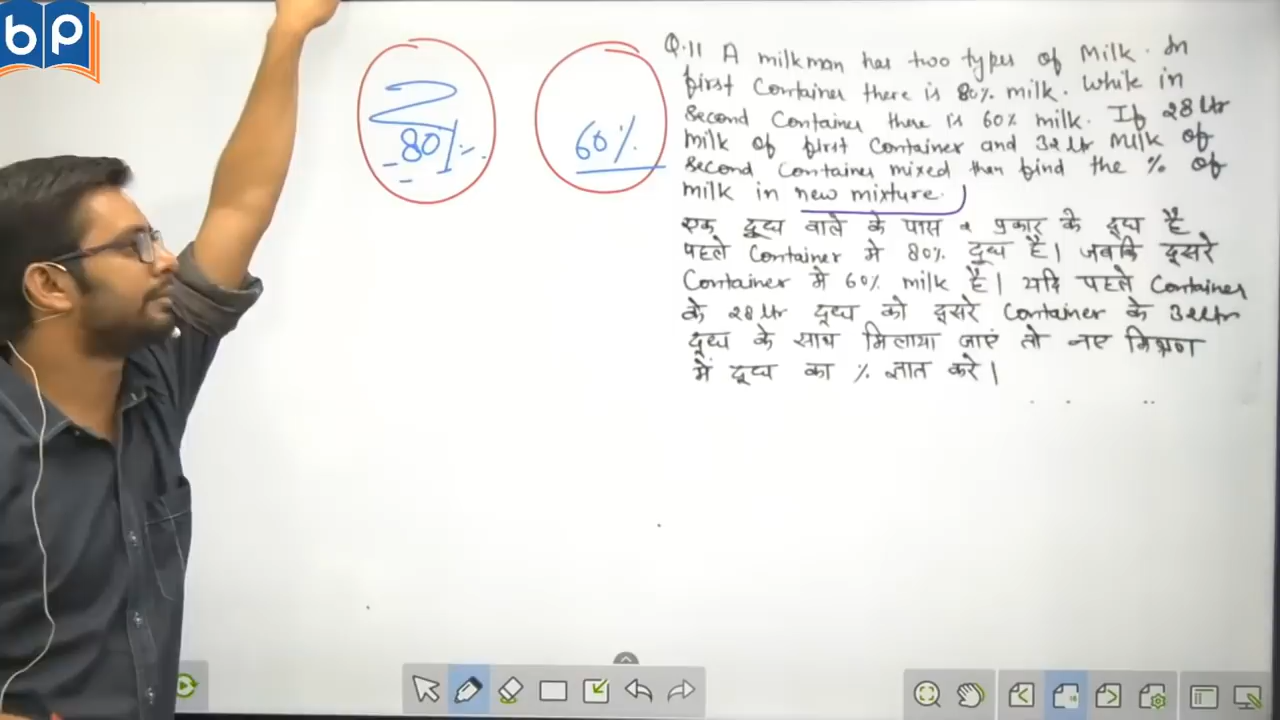 bp
80%
60%
Q.11 A milkman has two types of Milk. In
first Container there is 80% milk. While in
Second Container there is 60% milk. If 28 Ltr
milk of first Container and 32 Ltr Milk of
Second Container mixed then find the % of
milk in new mixture.
एक दूध वाले के पास 2 प्रकार के दूध है
पहले Container मे 80% दूध है। जबकि दूसरे
Container मे 60% milk है। यदि पहले Container
के 28 Ltr दूध को दूसरे Container के 32 Ltr
दूध के साथ मिलाया जाएं तो नए मिश्रण
में दूध का % ज्ञात करे।